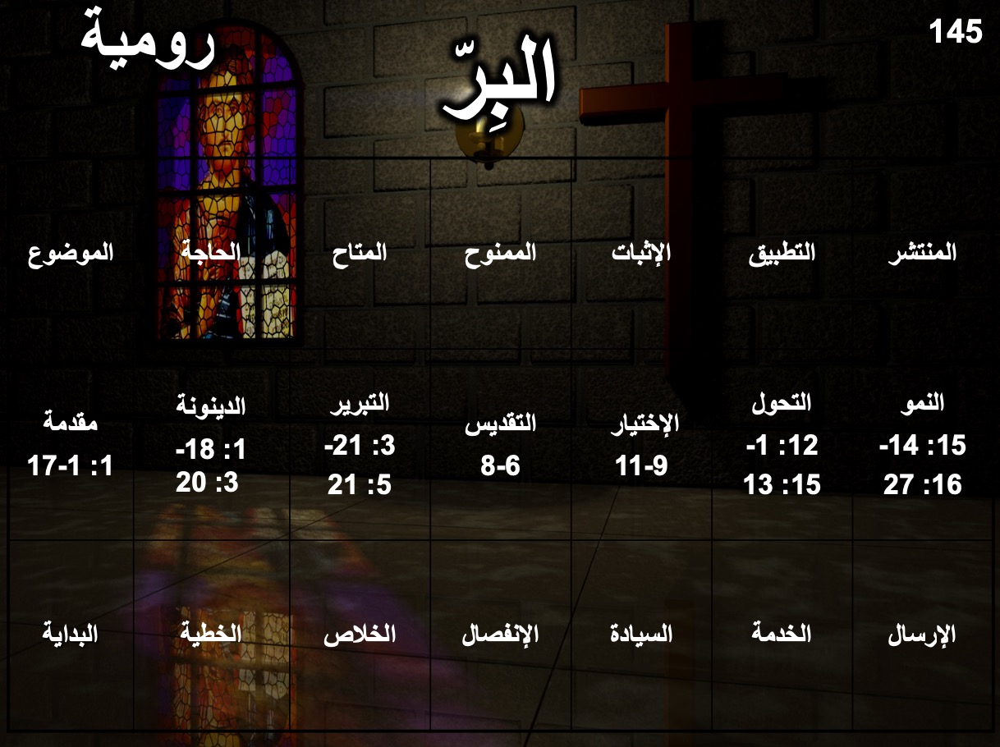 رومية
البِرّ
145
الموضوع
الحاجة
المتاح
الممنوح
الإثبات
التطبيق
المنتشر
مقدمة
1: 1-17
الدينونة
1: 18-
3: 20
التبرير
3: 21-
5: 21
التقديس
6-8
الإختيار
9-11
التحول
12: 1-
15: 13
النمو
15: 14-
16: 27
البداية
الخطية
الخلاص
الإنفصال
السيادة
الخدمة
الإرسال